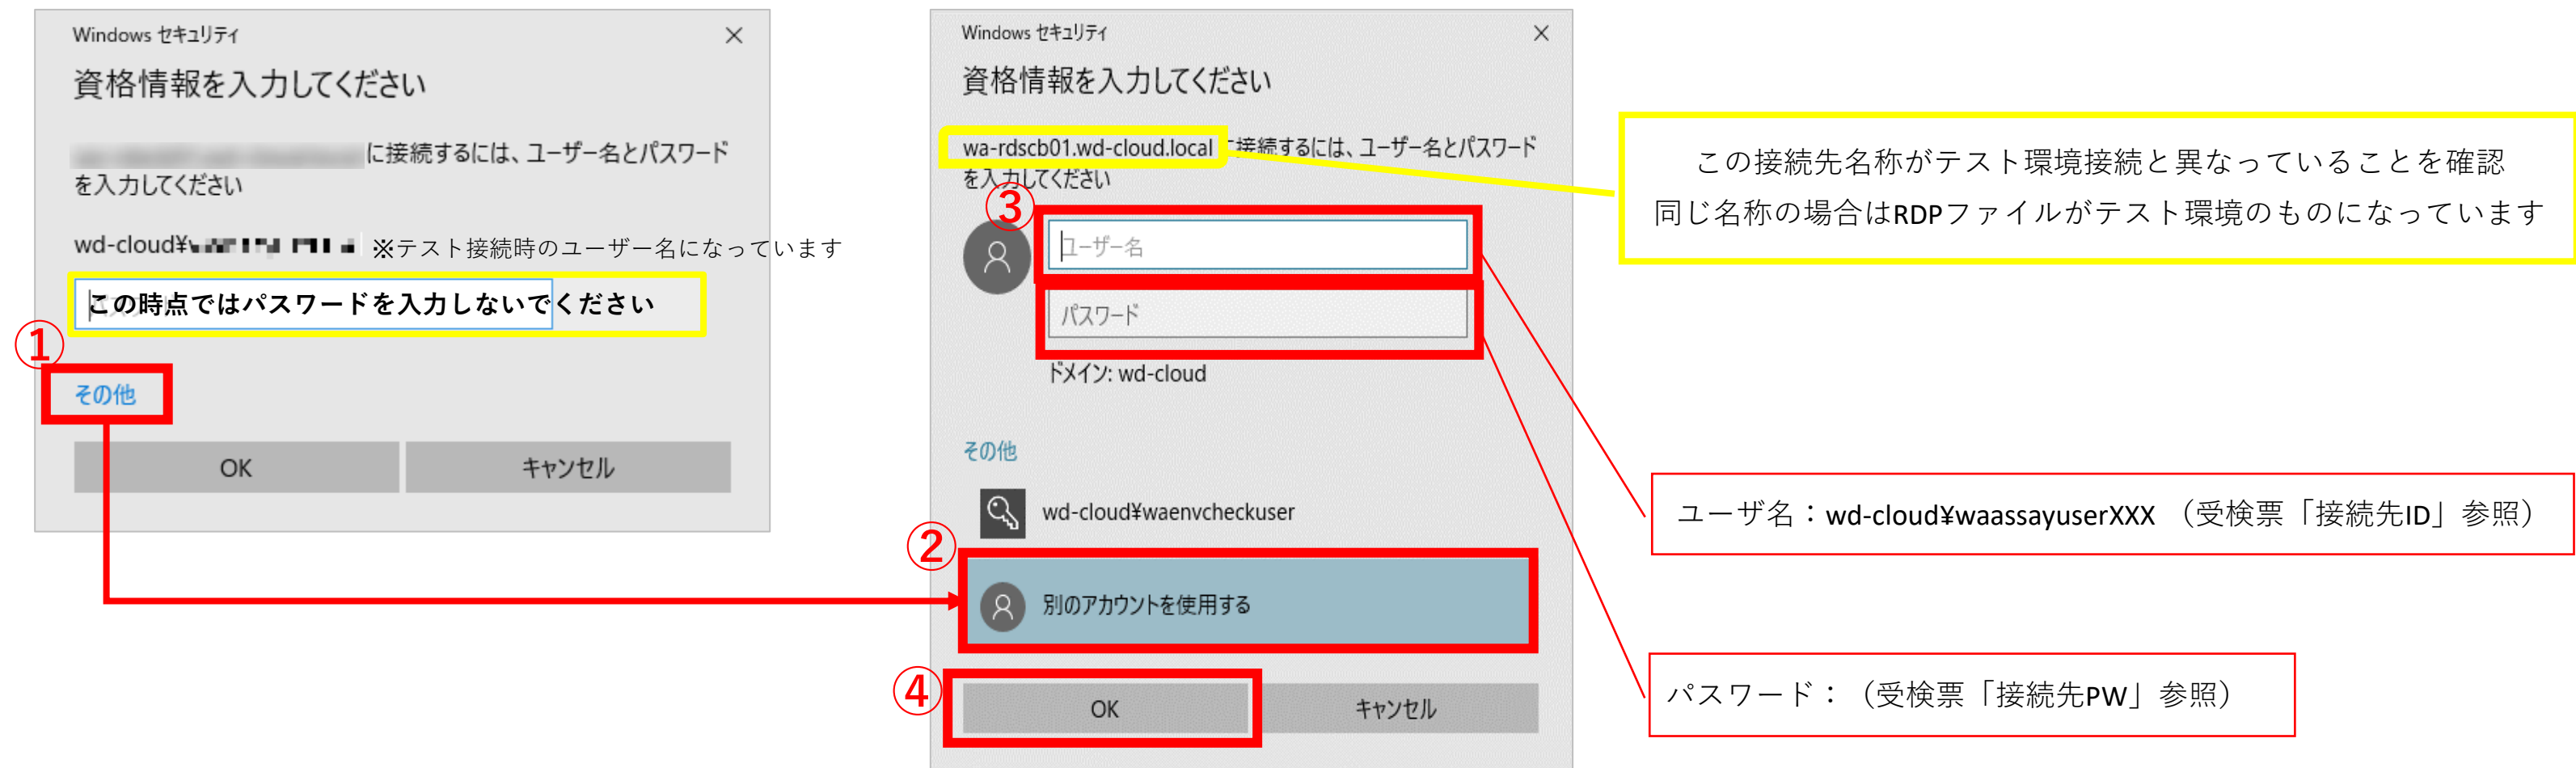 Windows セキュリティ
資格情報を入力してください
に接続するには、ユーザー名とパスワード
を入力してください
wd-cloud¥
※テスト接続時のユーザー名になっています
この時点ではパスワードを入力しないでください
①
その他
OK
キャンセル
Windows セキュリティ
資格情報を入力してください
wa-rdscb01.wd-cloud.local に接続するには、ユーザー名とパスワード
を入力してください
③
ユーザー名
パスワード
ドメイン: wd-cloud
その他
wd-cloud¥waenvcheckuser
②
別のアカウントを使用する
④
OK
キャンセル
この接続先名称がテスト環境接続と異なっていることを確認
同じ名称の場合はRDPファイルがテスト環境のものになっています
ユーザ名：wd-cloud¥waassayuserXXX （受検票「接続先ID」参照）
パスワード：（受検票「接続先PW」参照）